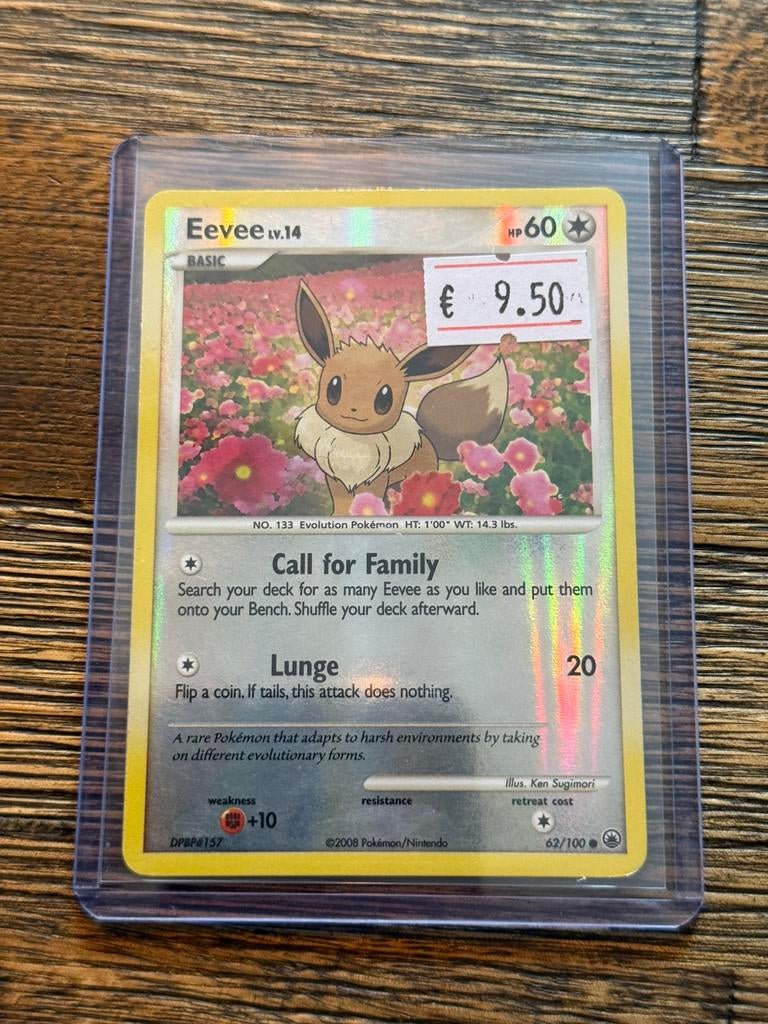 Eevee LV.14 HP 60
BASIC
€ 9.50
NO. 133 Evolution Pokémon HT: 1'00" WT: 14.3 lbs.
Call for Family
Search your deck for as many Eevee as you like and put them
onto your Bench. Shuffle your deck afterward.
Lunge 20
Flip a coin. If tails, this attack does nothing.
A rare Pokémon that adapts to harsh environments by taking
on different evolutionary forms.
Illus. Ken Sugimori
weakness resistance retreat cost
+10
DPBP#157 ©2008 Pokémon/Nintendo 62/100